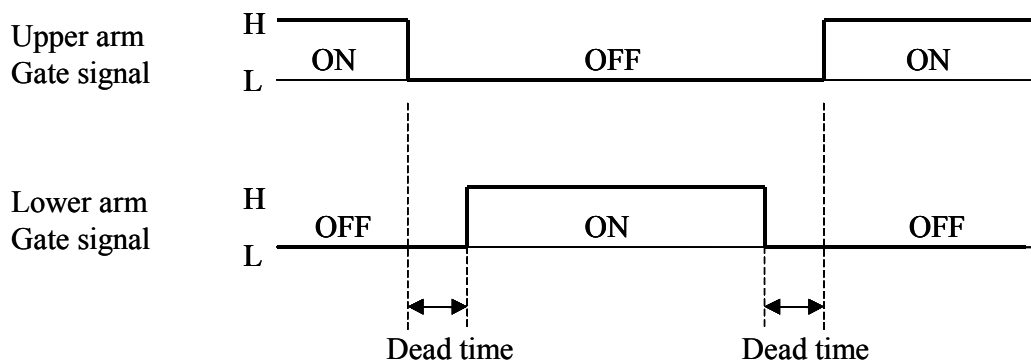 Upper arm
Gate signal
H
L
ON
OFF
ON
Lower arm
Gate signal
H
L
OFF
ON
OFF
Dead time
Dead time